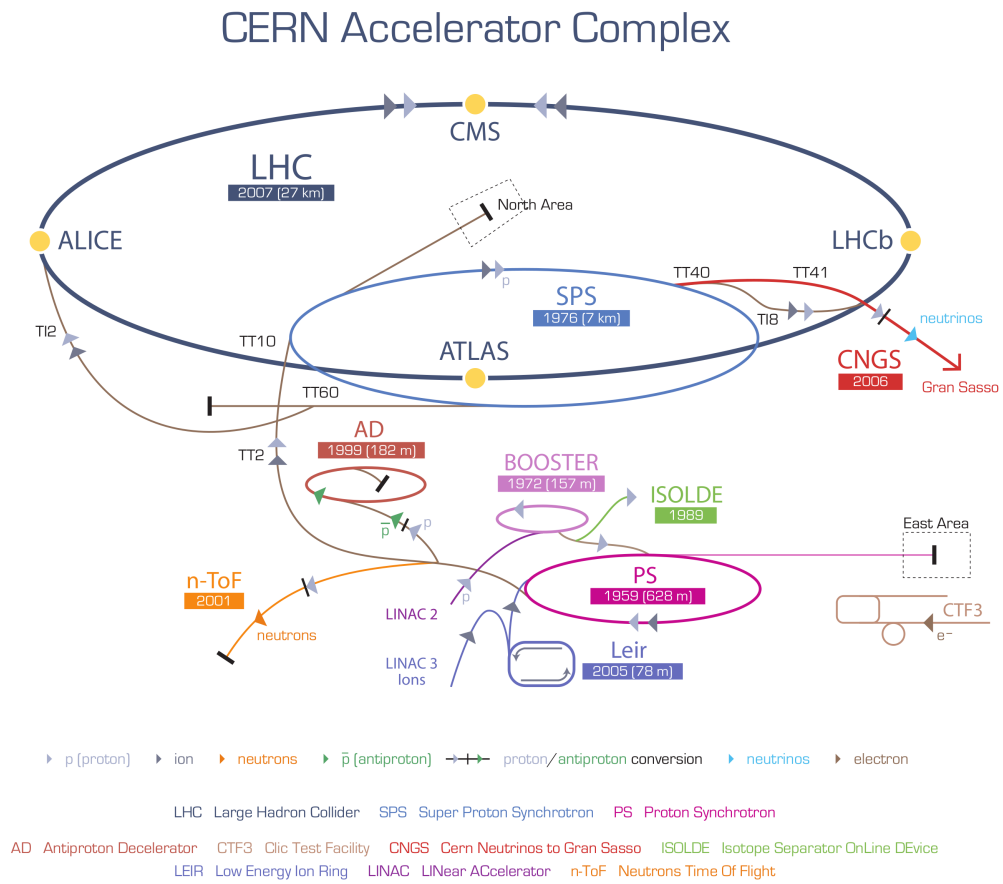 CERN Accelerator Complex
CMS
LHC
2007 (27 km)
North Area
ALICE
LHCb
TT40
TT41
p
SPS
1976 (7 km)
TI8
neutrinos
TI2
TT10
ATLAS
CNGS
2006
Gran Sasso
TT60
AD
1999 (182 m)
TT2
BOOSTER
1972 (157 m)
ISOLDE
1989
p̅
p
East Area
n-ToF
2001
PS
1959 (628 m)
p
LINAC 2
CTF3
e⁻
neutrons
LINAC 3
Ions
Leir
2005 (78 m)
p (proton) ion neutrons p̅ (antiproton) proton/antiproton conversion neutrinos electron
LHC Large Hadron Collider SPS Super Proton Synchrotron PS Proton Synchrotron
AD Antiproton Decelerator CTF3 Clic Test Facility CNGS Cern Neutrinos to Gran Sasso ISOLDE Isotope Separator OnLine DEvice
LEIR Low Energy Ion Ring LINAC LINear ACcelerator n-ToF Neutrons Time Of Flight